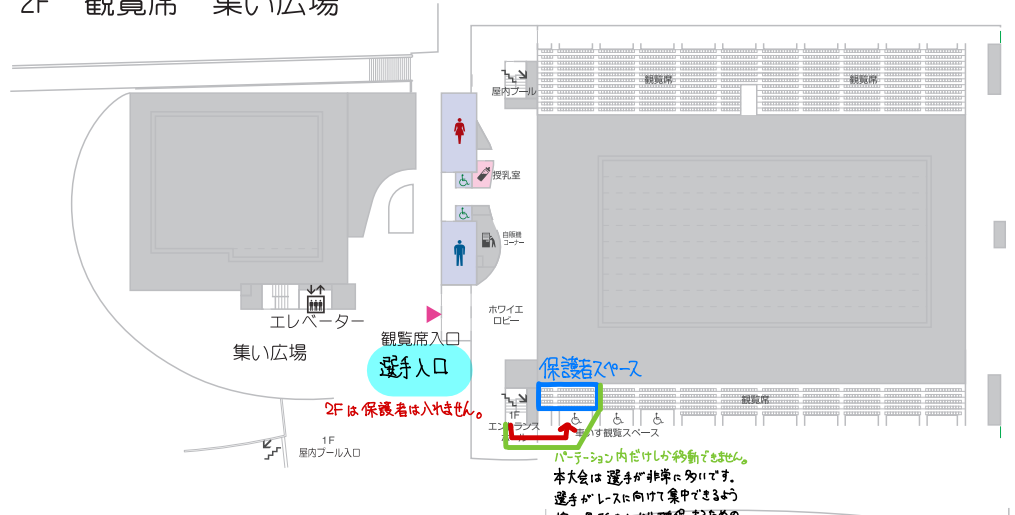 2F 観覧席 集い広場
観覧席
観覧席
屋内プール
授乳室
自販機
コーナー
ホワイエ
ロビー
エレベーター
集い広場
観覧席入口
選手入口
2Fは保護者は入れません。
保護者スペース
観覧席
1F
エントランス
車いす観覧スペース
1F
屋内プール入口
パーテーション内だけしか移動できません。
本大会は選手が非常に多いです。
選手がレースに向けて集中できるよう